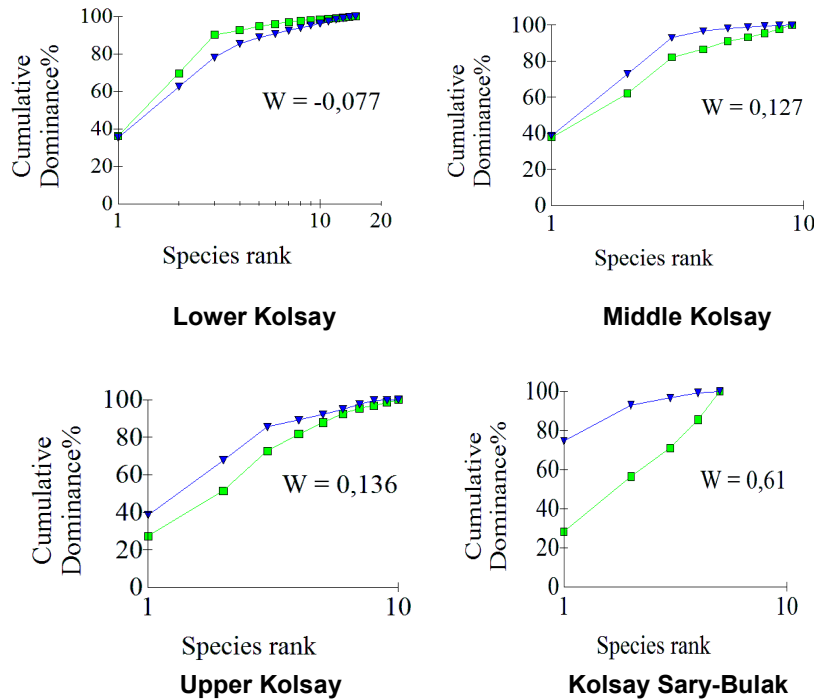 100
80
60
40
20
0
Cumulative
Dominance%
W = -0,077
1
10
20
Species rank
Lower Kolsay
100
80
60
40
20
0
Cumulative
Dominance%
W = 0,127
1
10
Species rank
Middle Kolsay
100
80
60
40
20
0
Cumulative
Dominance%
W = 0,136
1
10
Species rank
Upper Kolsay
100
80
60
40
20
0
Cumulative
Dominance%
W = 0,61
1
10
Species rank
Kolsay Sary-Bulak